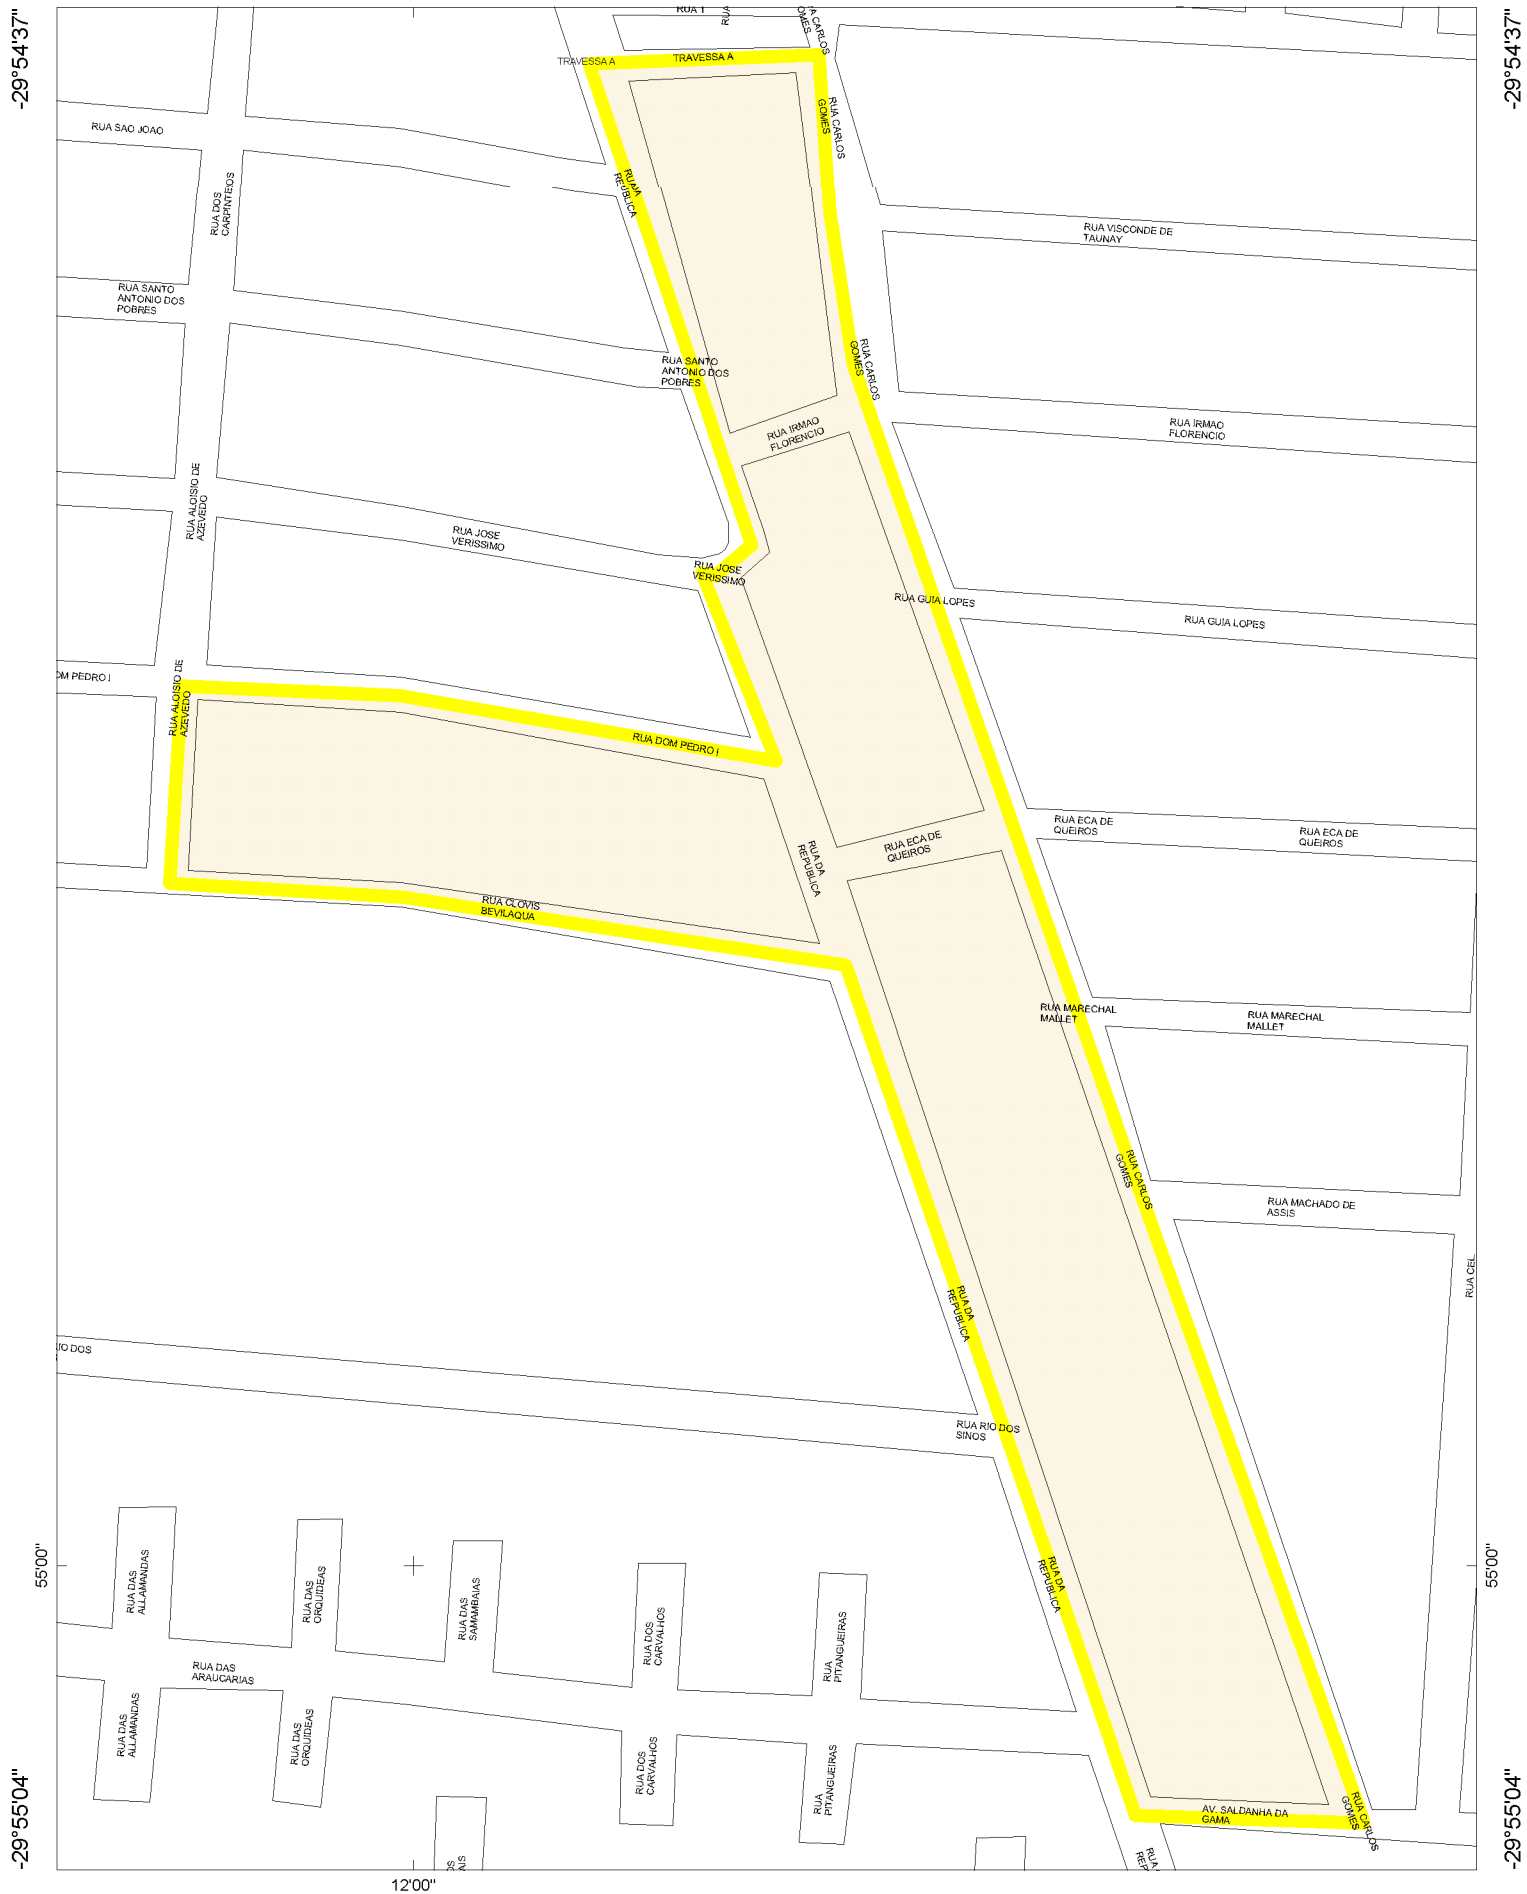 -29°54'37"
-29°54'37"
RUA 1
RUA
RUA CARLOS
GOMES
TRAVESSA A
TRAVESSA A
RUA CARLOS
GOMES
RUA SAO JOAO
RUA DOS
CARPINTEIOS
RUA VISCONDE DE
TAUNAY
RUA SANTO
ANTONIO DOS
POBRES
RUA SANTO
ANTONIO DOS
POBRES
RUA CARLOS
GOMES
RUA IRMAO
FLORENCIO
RUA IRMAO
FLORENCIO
RUA ALOISIO DE
AZEVEDO
RUA JOSE
VERISSIMO
RUA JOSE
VERISSIMO
RUA GUIA LOPES
RUA GUIA LOPES
OM PEDRO I
RUA ALOISIO DE
AZEVEDO
RUA DOM PEDRO I
RUA DA
REPUBLICA
RUA ECA DE
QUEIROS
RUA ECA DE
QUEIROS
RUA ECA DE
QUEIROS
RUA CLOVIS
BEVILAQUA
RUA MARECHAL
MALLET
RUA MARECHAL
MALLET
RUA CARLOS
GOMES
RUA MACHADO DE
ASSIS
RUA CEL
RUA DA
REPUBLICA
IO DOS
RUA RIO DOS
SINOS
55'00"
55'00"
RUA DAS
ALLAMANDAS
RUA DAS
ORQUIDEAS
RUA DAS
SAMAMBAIAS
RUA DOS
CARVALHOS
RUA
PITANGUEIRAS
RUA DA
REPUBLICA
RUA DAS
ARAUCARIAS
RUA DAS
ALLAMANDAS
RUA DAS
ORQUIDEAS
RUA DOS
CARVALHOS
RUA
PITANGUEIRAS
AV. SALDANHA DA
GAMA
RUA CARLOS
GOMES
-29°55'04"
-29°55'04"
12'00"